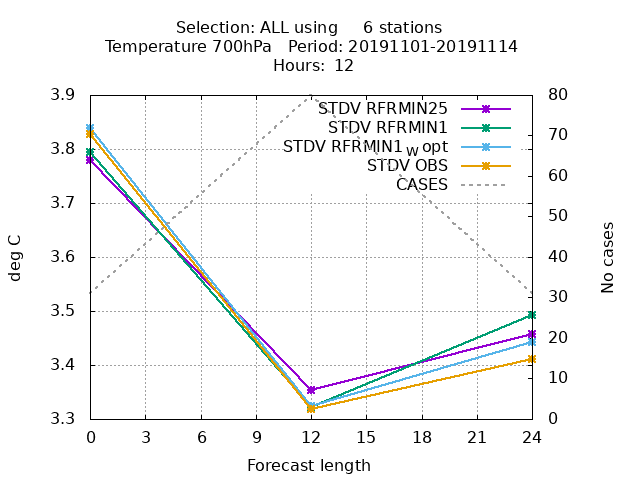 Selection: ALL using     6 stations
Temperature 700hPa   Period: 20191101-20191114
Hours: 12
3.9
3.8
3.7
3.6
3.5
3.4
3.3
deg C
80
70
60
50
40
30
20
10
0
No cases
STDV RFRMIN25
STDV RFRMIN1
STDV RFRMIN1_W opt
STDV OBS
CASES
0 3 6 9 12 15 18 21 24
Forecast length